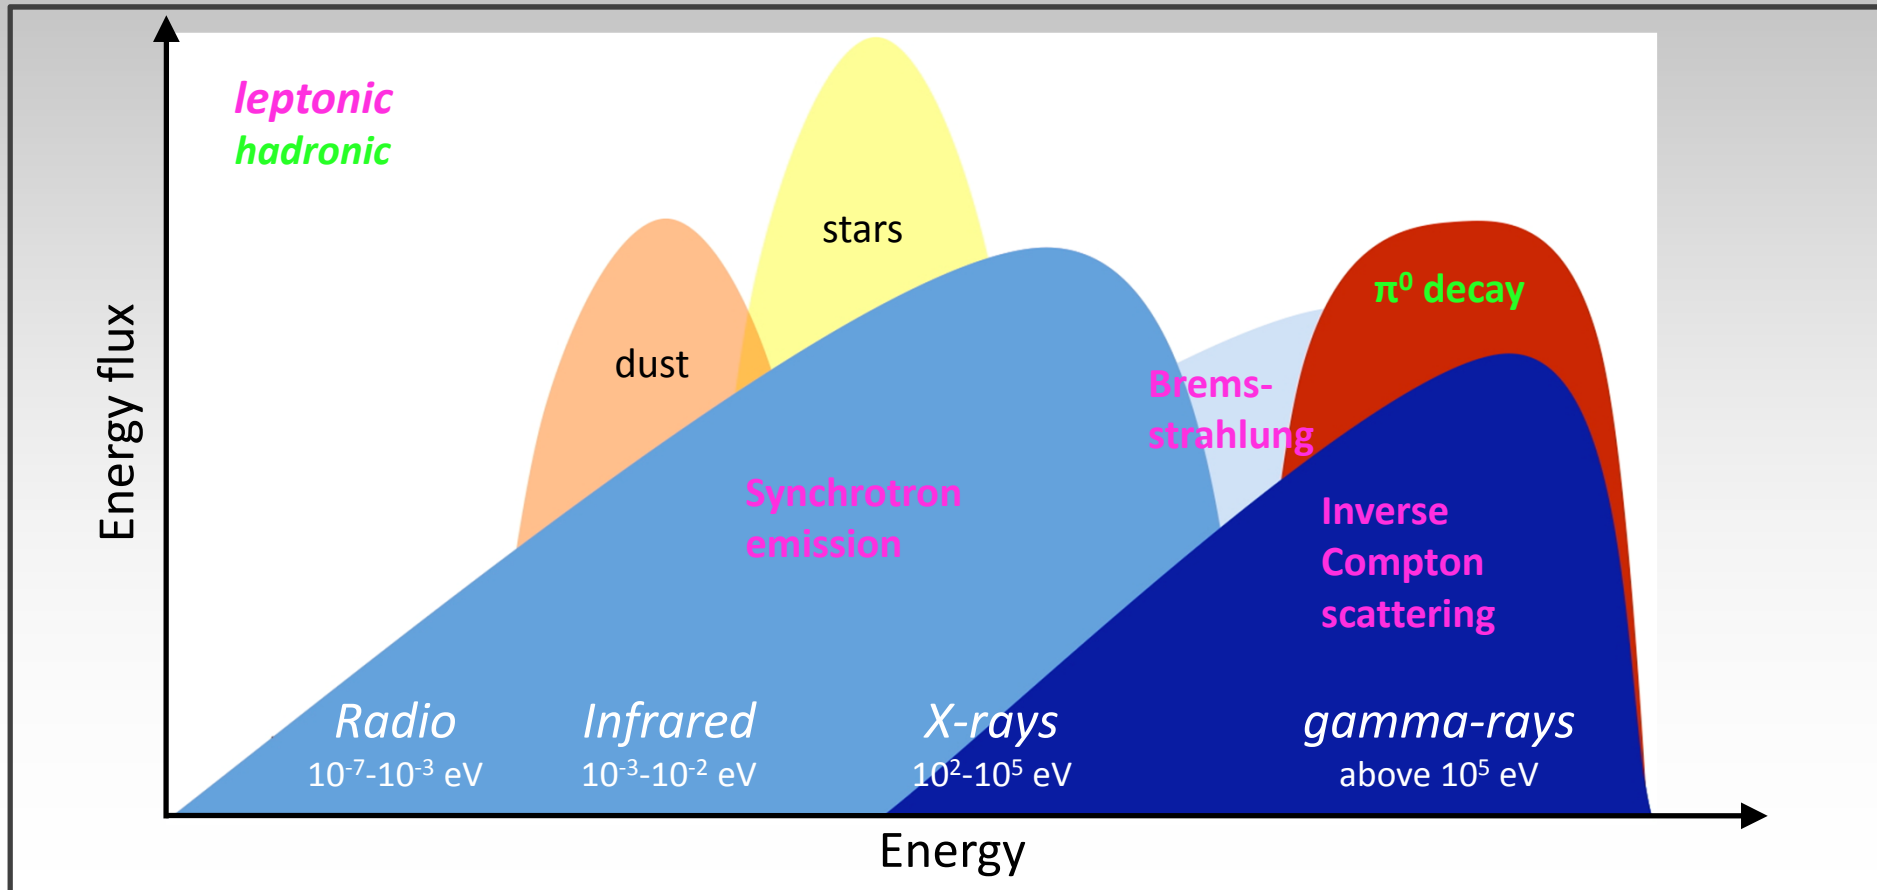 leptonic
hadronic
stars
π⁰ decay
dust
Brems-
strahlung
Synchrotron
emission
Inverse
Compton
scattering
Energy flux
Radio
10⁻⁷-10⁻³ eV
Infrared
10⁻³-10⁻² eV
X-rays
10²-10⁵ eV
gamma-rays
above 10⁵ eV
Energy